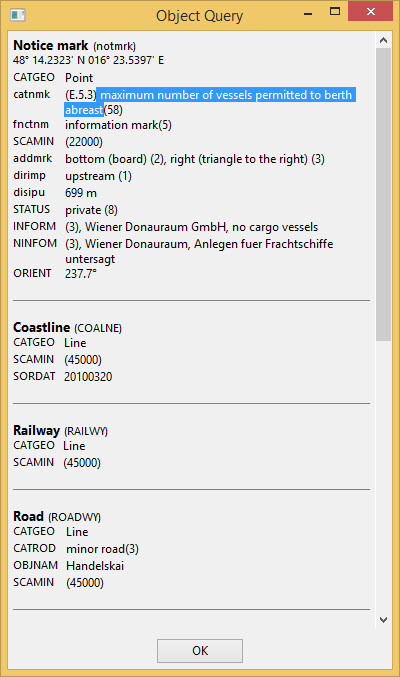 Object Query
Notice mark (notmrk)
48° 14.2323' N 016° 23.5397' E
CATGEO Point
catnmk (E.5.3) maximum number of vessels permitted to berth
abreast(58)
fnctnm information mark(5)
SCAMIN (22000)
addmrk bottom (board) (2), right (triangle to the right) (3)
dirimp upstream (1)
disipu 699 m
STATUS private (8)
INFORM (3), Wiener Donauraum GmbH, no cargo vessels
NINFOM (3), Wiener Donauraum, Anlegen fuer Frachtschiffe
untersagt
ORIENT 237.7°
Coastline (COALNE)
CATGEO Line
SCAMIN (45000)
SORDAT 20100320
Railway (RAILWY)
CATGEO Line
SCAMIN (45000)
Road (ROADWY)
CATGEO Line
CATROD minor road(3)
OBJNAM Handelskai
SCAMIN (45000)
OK